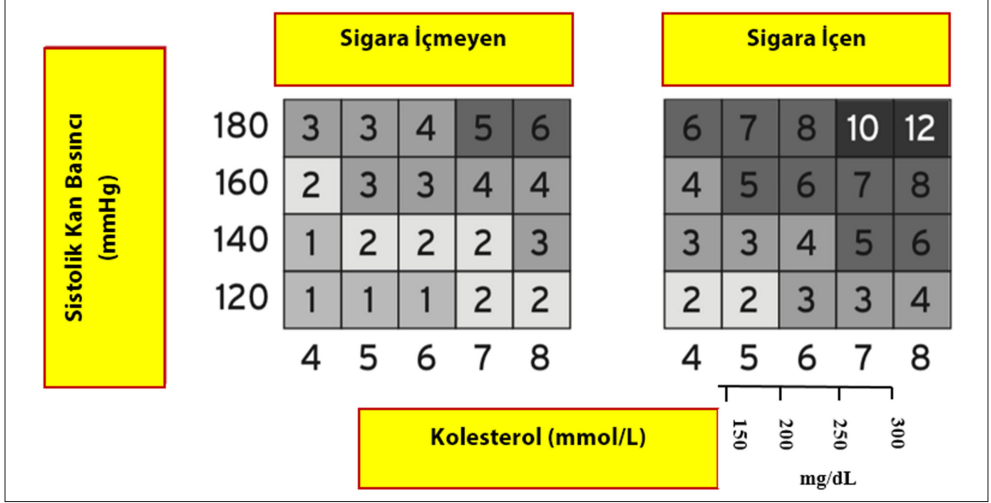 Sigara İçmeyen
Sigara İçen
Sistolik Kan Basıncı
(mmHg)
180 3 3 4 5 6 6 7 8 10 12
160 2 3 3 4 4 4 5 6 7 8
140 1 2 2 2 3 3 3 4 5 6
120 1 1 1 2 2 2 2 3 3 4
4 5 6 7 8 4 5 6 7 8
Kolesterol (mmol/L)
150 200 250 300
mg/dL